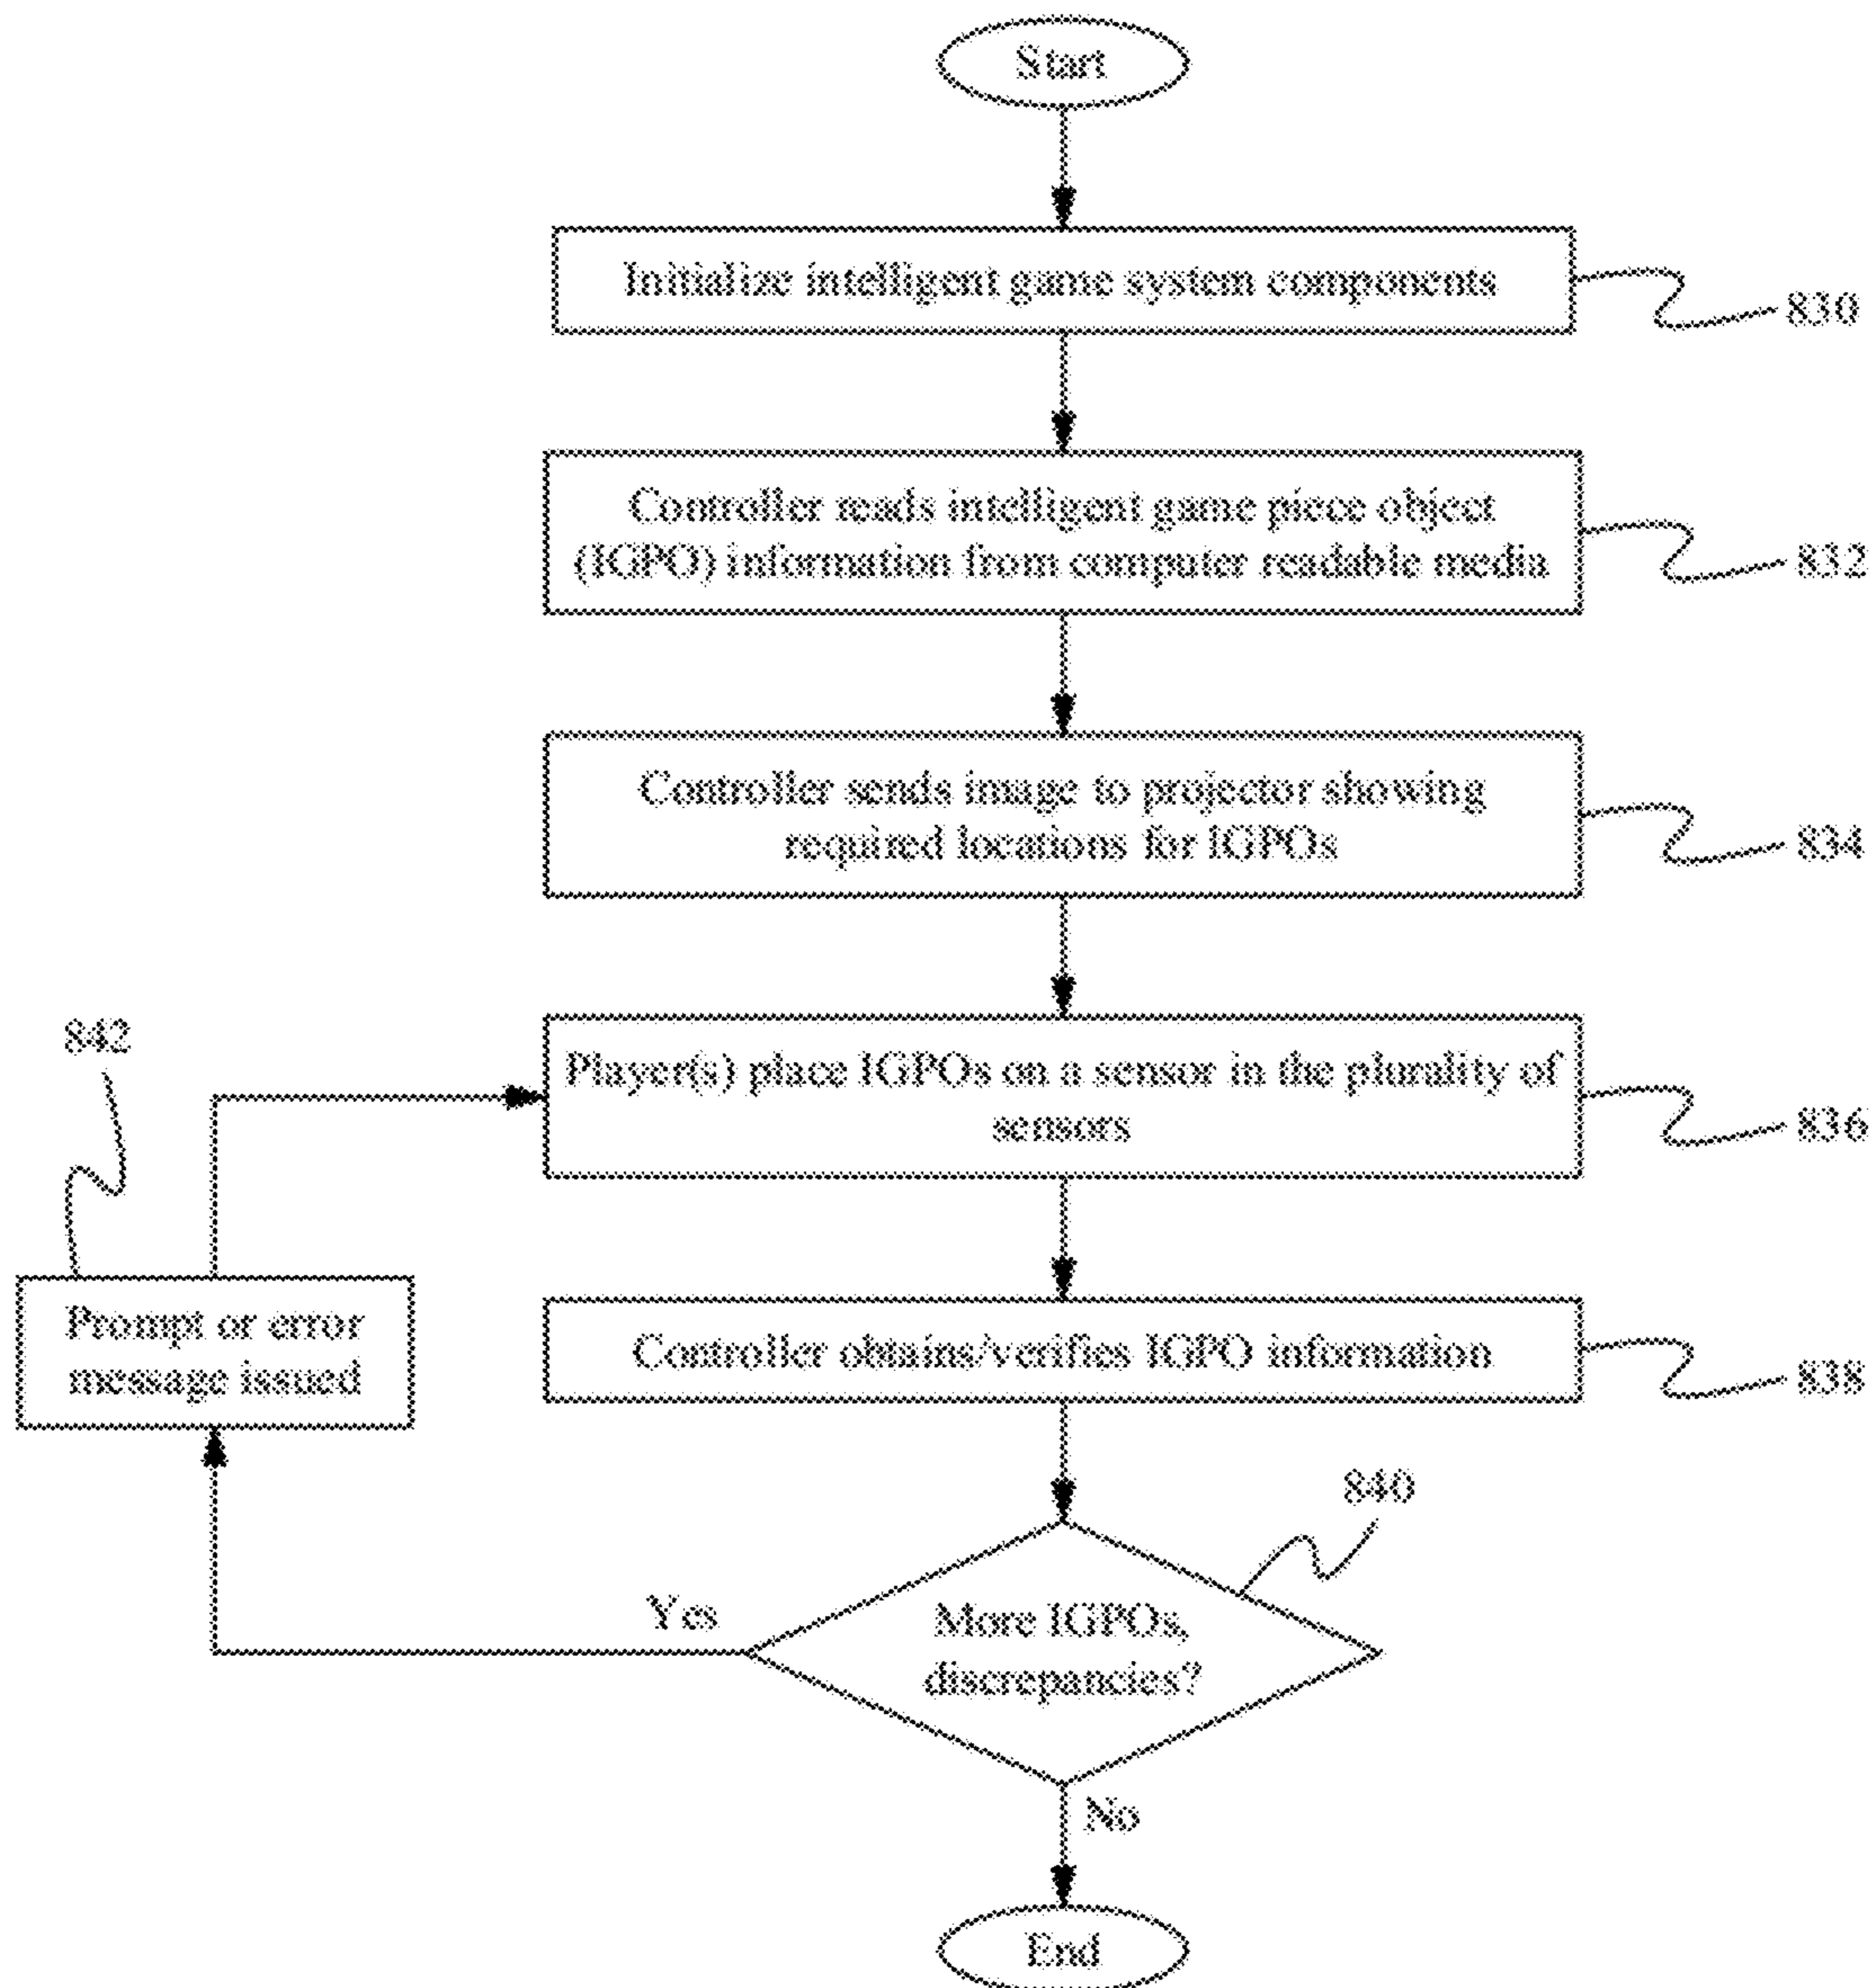 Start
Initialize intelligent game system components
830
Controller reads intelligent game piece object
(IGPO) information from computer readable media
832
Controller sends image to projector showing
required locations for IGPOs
834
842
Player(s) place IGPOs on a sensor in the plurality of
sensors
836
Prompt or error
message issued
Controller obtains/verifies IGPO information
838
840
Yes
More IGPOs,
discrepancies?
No
End